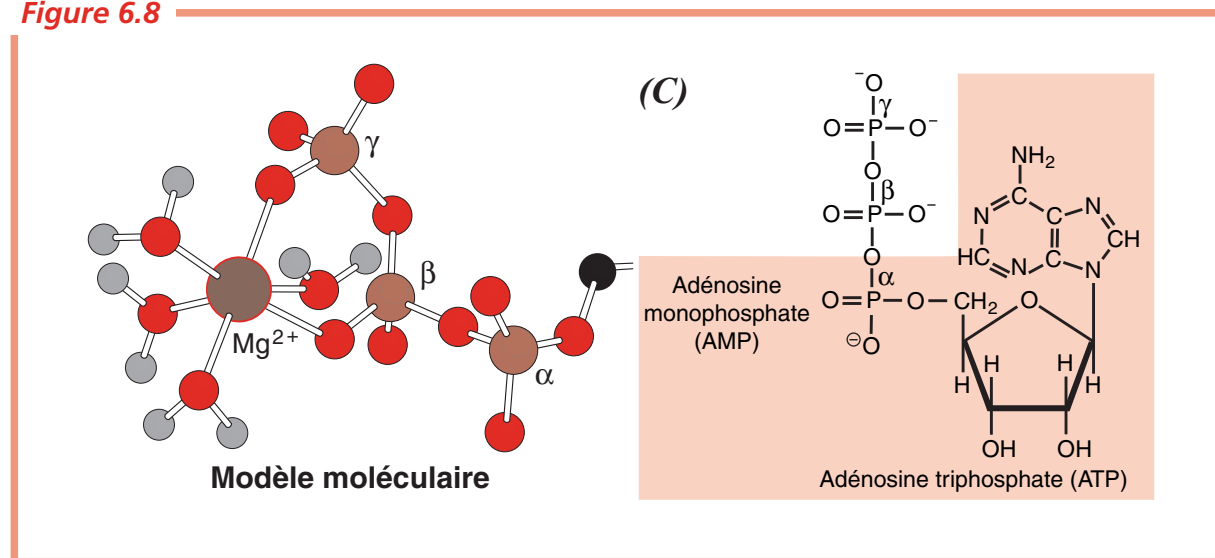 Figure 6.8
γ
β
α
Mg²⁺
Modèle moléculaire
(C)
⁻O
γ
O=P–O⁻
O
β
O=P–O⁻
O
α
O=P–O–CH₂
⊖O
Adénosine
monophosphate
(AMP)
NH₂
C
N C N
HC C CH
N N
O
H H H H
OH OH
Adénosine triphosphate (ATP)